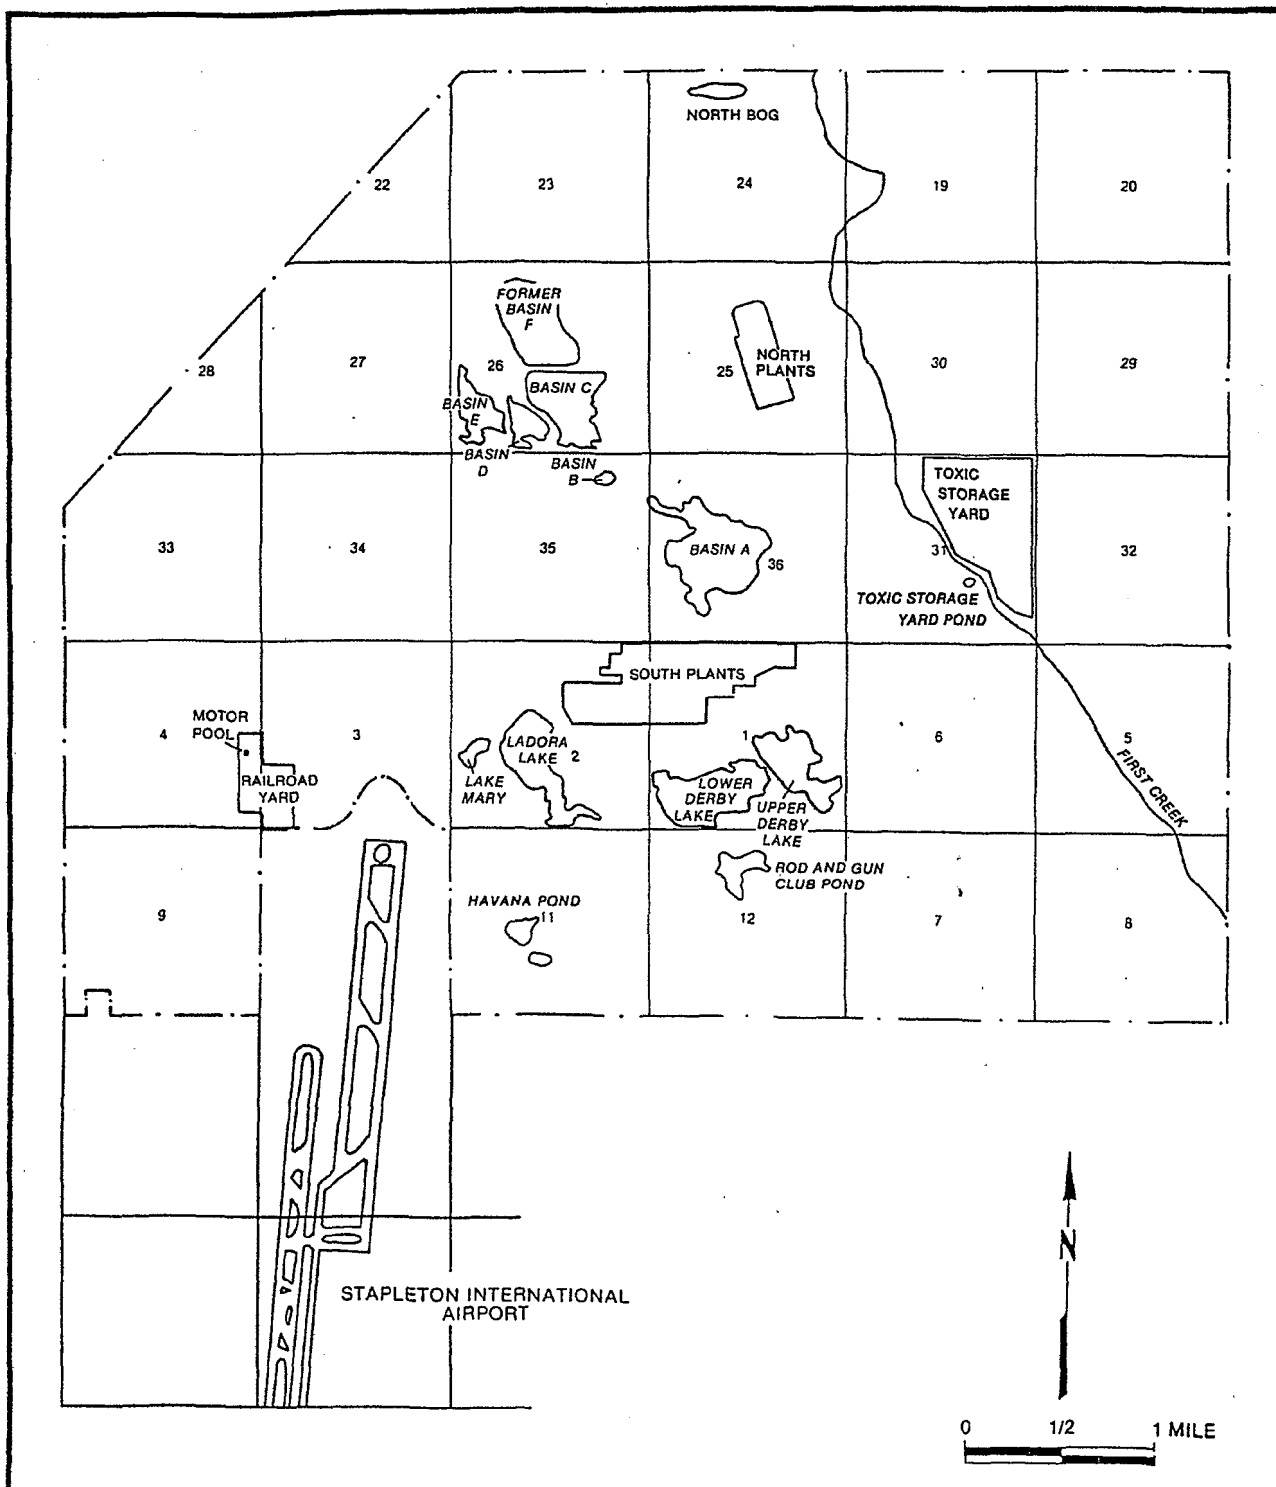 NORTH BOG
22
23
24
19
20
FORMER
BASIN
F
28
27
26
25
NORTH
PLANTS
30
29
BASIN C
BASIN
E
BASIN
D
BASIN
B
TOXIC
STORAGE
YARD
33
34
35
BASIN A
36
31
32
TOXIC STORAGE
YARD POND
SOUTH PLANTS
MOTOR
POOL
4
3
LADORA
LAKE
2
1
6
5
LAKE
MARY
RAILROAD
YARD
LOWER
DERBY
LAKE
UPPER
DERBY
LAKE
FIRST CREEK
ROD AND GUN
CLUB POND
HAVANA POND
9
11
12
7
8
STAPLETON INTERNATIONAL
AIRPORT
N
0 1/2 1 MILE